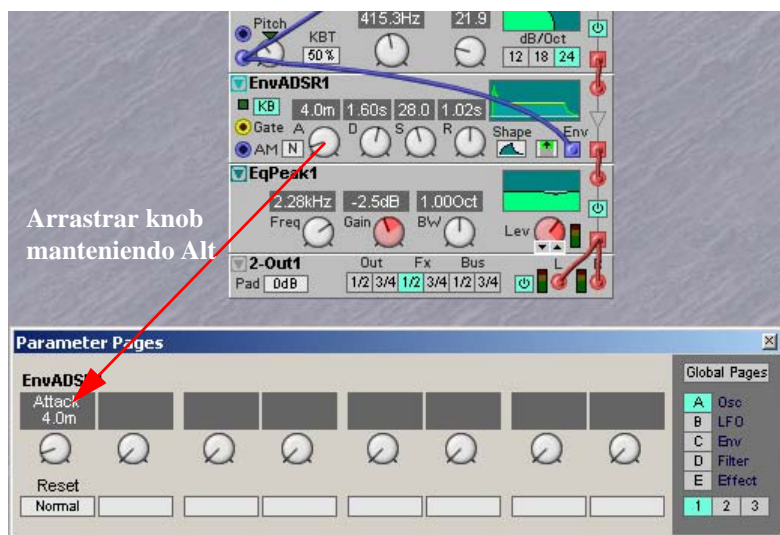 Pitch
415.3Hz 21.9
KBT
50%
dB/Oct
12 18 24
EnvADSR1
KB 4.0m 1.60s 28.0 1.02s
Gate A D S R Shape Env
AM N
EqPeak1
2.28kHz -2.5dB 1.00Oct
Freq Gain BW Lev
Arrastrar knob
manteniendo Alt
2-Out1 Out Fx Bus L R
Pad 0dB 1/2 3/4 1/2 3/4 1/2 3/4
Parameter Pages
Global Pages
Attack
4.0m
A Osc
B LFO
C Env
D Filter
E Effect
Reset
Normal
1 2 3